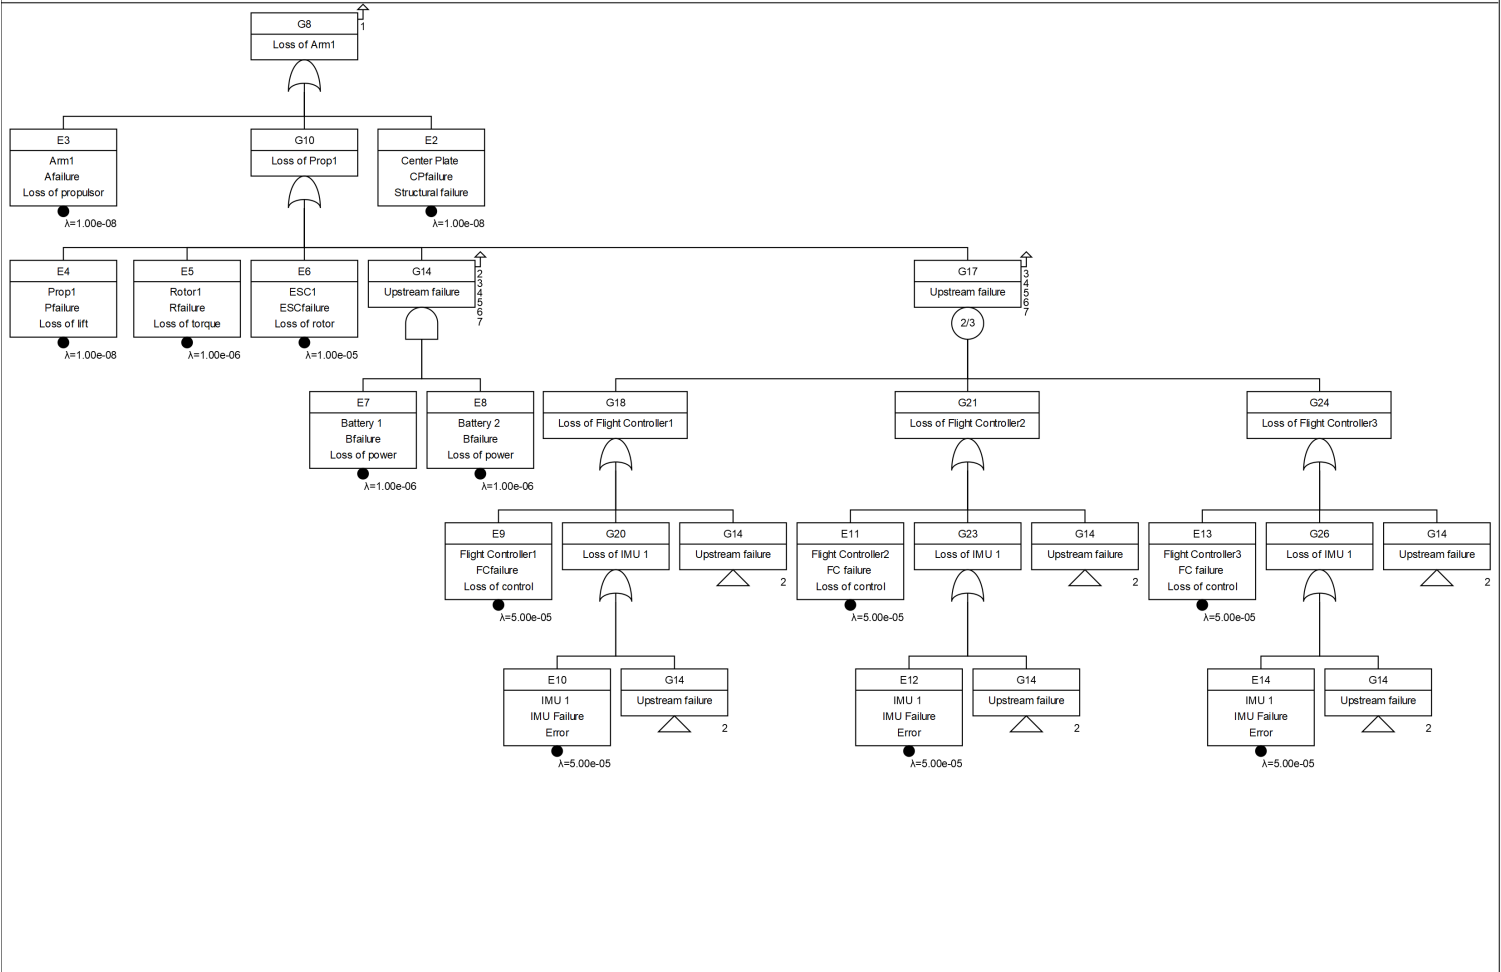 G8
1
Loss of Arm1
E3
Arm1
Afailure
Loss of propulsor
λ=1.00e-08
G10
Loss of Prop1
E2
Center Plate
CPfailure
Structural failure
λ=1.00e-08
E4
Prop1
Pfailure
Loss of lift
λ=1.00e-08
E5
Rotor1
Rfailure
Loss of torque
λ=1.00e-06
E6
ESC1
ESCfailure
Loss of rotor
λ=1.00e-05
G14
Upstream failure
2
3
4
5
6
7
G17
Upstream failure
3
4
5
6
7
2/3
E7
Battery 1
Bfailure
Loss of power
λ=1.00e-06
E8
Battery 2
Bfailure
Loss of power
λ=1.00e-06
G18
Loss of Flight Controller1
G21
Loss of Flight Controller2
G24
Loss of Flight Controller3
E9
Flight Controller1
FCfailure
Loss of control
λ=5.00e-05
G20
Loss of IMU 1
G14
Upstream failure
2
E11
Flight Controller2
FC failure
Loss of control
λ=5.00e-05
G23
Loss of IMU 1
G14
Upstream failure
2
E13
Flight Controller3
FC failure
Loss of control
λ=5.00e-05
G26
Loss of IMU 1
G14
Upstream failure
2
E10
IMU 1
IMU Failure
Error
λ=5.00e-05
G14
Upstream failure
2
E12
IMU 1
IMU Failure
Error
λ=5.00e-05
G14
Upstream failure
2
E14
IMU 1
IMU Failure
Error
λ=5.00e-05
G14
Upstream failure
2